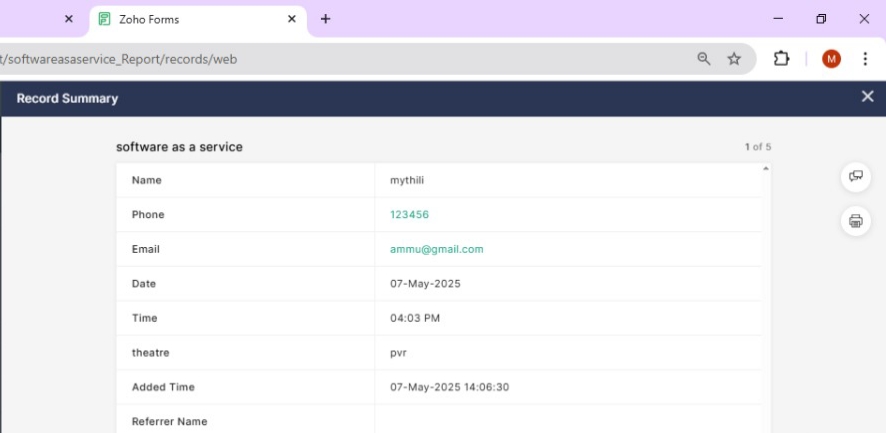 Zoho Forms
t/softwareasaservice_Report/records/web
M
Record Summary
software as a service 1 of 5
Name mythili
Phone 123456
Email ammu@gmail.com
Date 07-May-2025
Time 04:03 PM
theatre pvr
Added Time 07-May-2025 14:06:30
Referrer Name